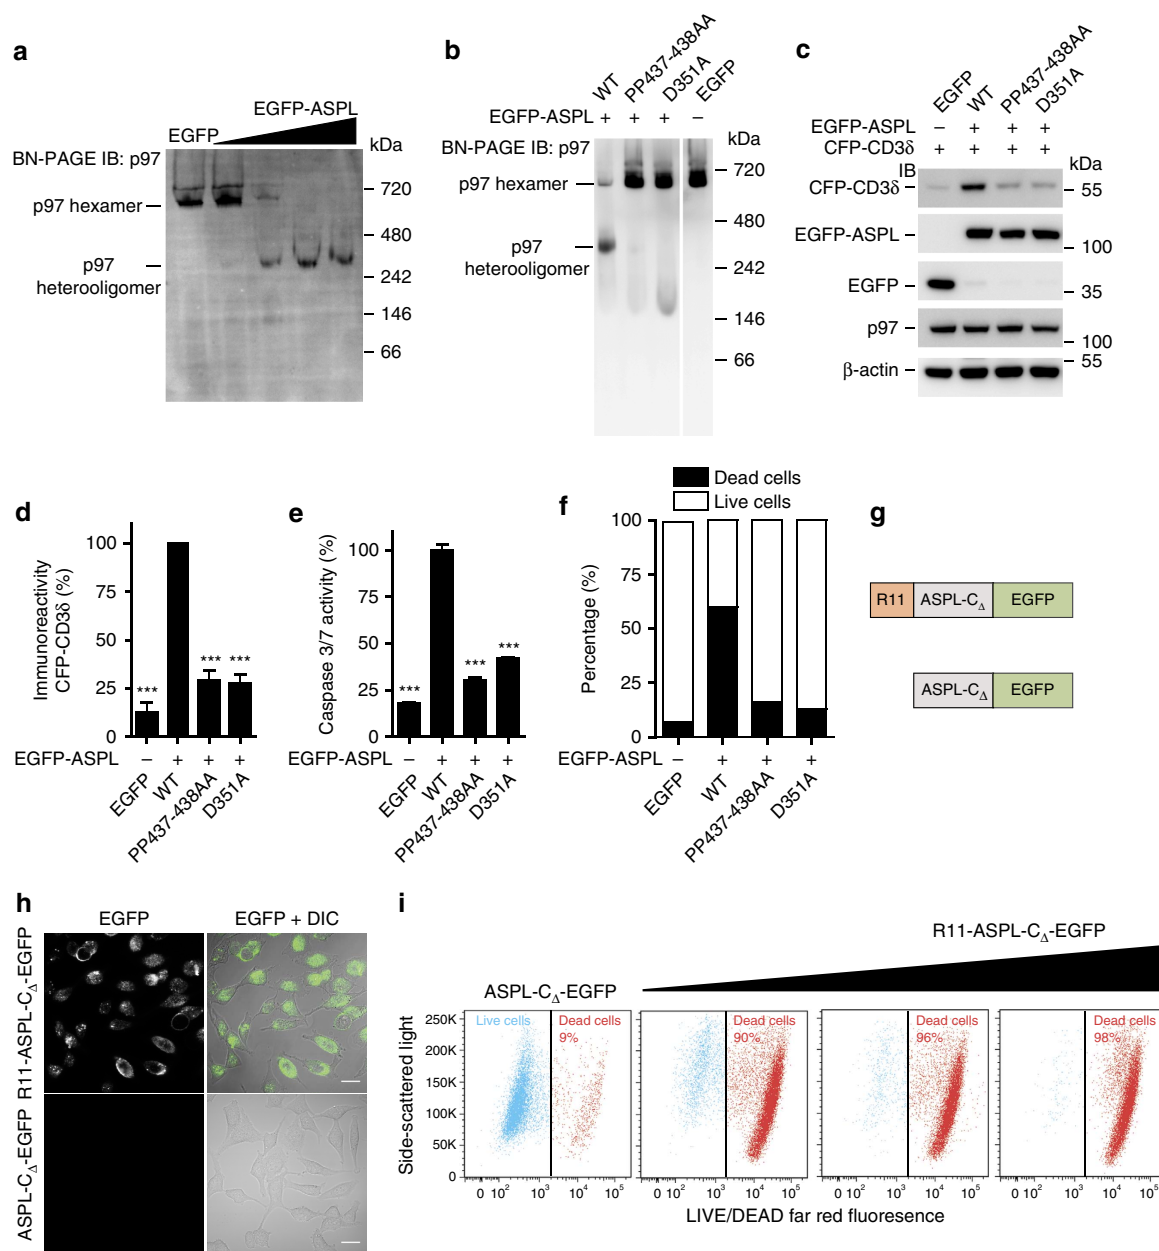 a
EGFP-ASPL
EGFP
kDa
BN-PAGE IB: p97
720
p97 hexamer
480
p97
heterooligomer
242
146
66
b
WT
PP437-438AA
D351A
EGFP
EGFP-ASPL + + + −
BN-PAGE IB: p97
kDa
720
p97 hexamer
480
p97
heterooligomer
242
146
66
c
EGFP
WT
PP437-438AA
D351A
EGFP-ASPL − + + +
CFP-CD3δ + + + +
IB
kDa
CFP-CD3δ
55
EGFP-ASPL
100
EGFP
35
p97
100
55
β-actin
d
Immunoreactivity
CFP-CD3δ (%)
100
75
50
25
0
*** *** ***
EGFP-ASPL − + + +
EGFP
WT
PP437-438AA
D351A
e
Caspase 3/7 activity (%)
100
75
50
25
0
*** *** ***
EGFP-ASPL − + + +
EGFP
WT
PP437-438AA
D351A
f
Dead cells
Live cells
Percentage (%)
100
75
50
25
0
EGFP-ASPL − + + +
EGFP
WT
PP437-438AA
D351A
g
R11 ASPL-CΔ EGFP
ASPL-CΔ EGFP
h
EGFP
EGFP + DIC
R11-ASPL-CΔ-EGFP
ASPL-CΔ-EGFP
i
R11-ASPL-CΔ-EGFP
ASPL-CΔ-EGFP
Side-scattered light
250K
200K
150K
100K
50K
0
Live cells
Dead cells
9%
Dead cells
90%
Dead cells
96%
Dead cells
98%
0 10² 10³ 10⁴ 10⁵
0 10² 10³ 10⁴ 10⁵
0 10² 10³ 10⁴ 10⁵
0 10² 10³ 10⁴ 10⁵
LIVE/DEAD far red fluoresence